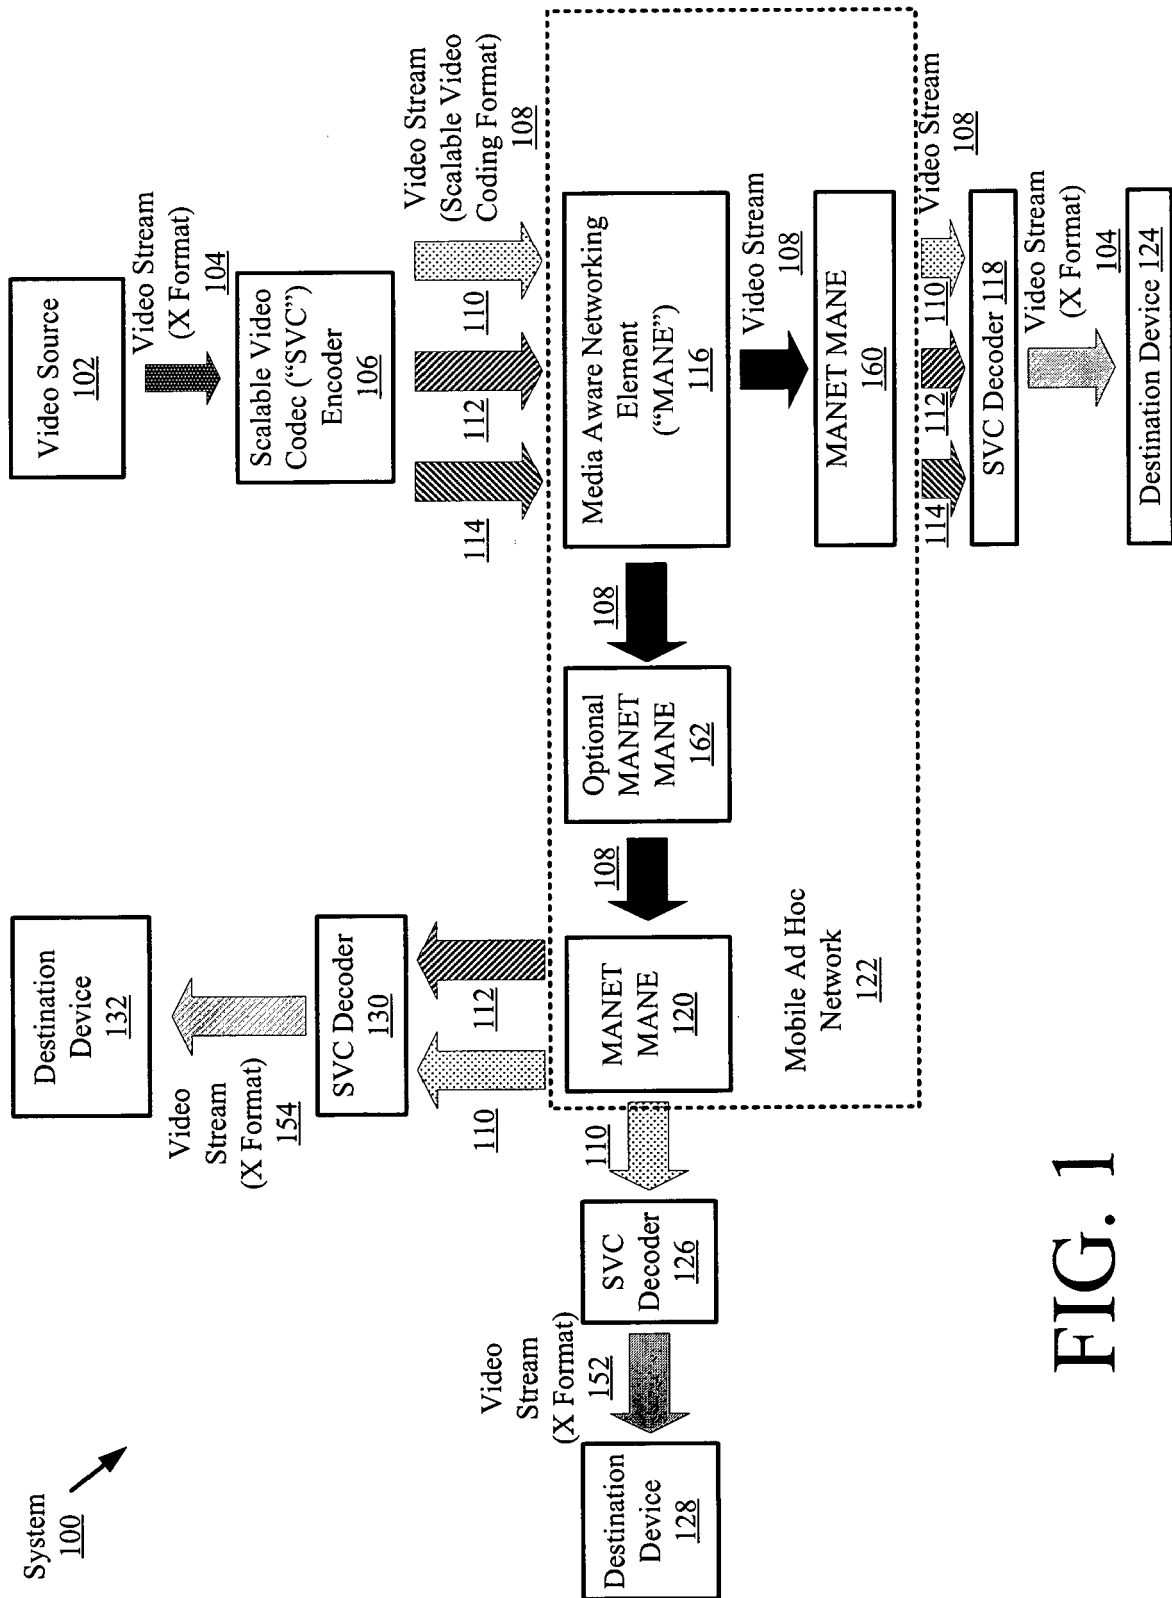 System
100
Video Source
102
Video Stream
(X Format)
104
Scalable Video
Codec ("SVC")
Encoder
106
Video Stream
(Scalable Video
Coding Format)
108
110
112
114
Media Aware Networking
Element
("MANE")
116
Video Stream
108
MANET MANE
160
Video Stream
108
110
112
114
SVC Decoder 118
Video Stream
(X Format)
104
Destination Device 124
108
Optional
MANET
MANE
162
108
MANET
MANE
120
Mobile Ad Hoc
Network
122
112
110
SVC Decoder
130
Video
Stream
(X Format)
154
Destination
Device
132
110
SVC
Decoder
126
Video
Stream
(X Format)
152
Destination
Device
128
FIG. 1